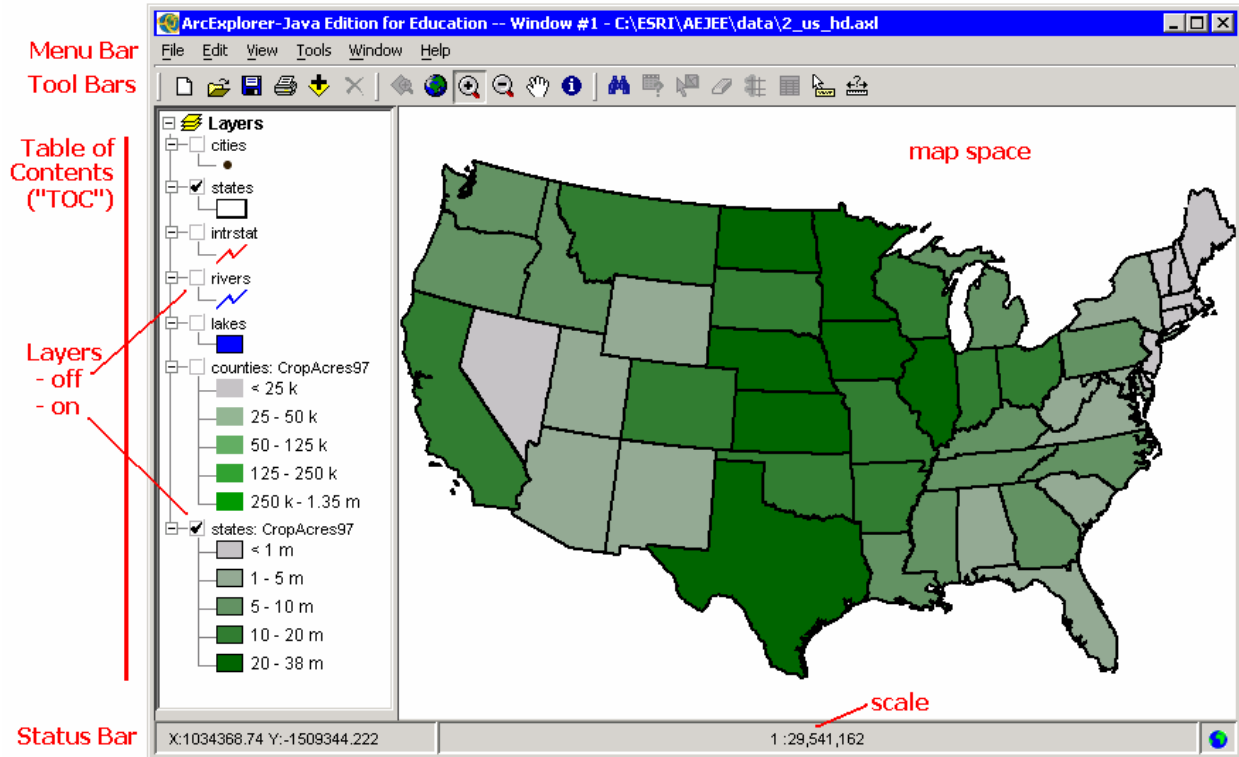 ArcExplorer-Java Edition for Education -- Window #1 - C:\ESRI\AEJEE\data\2_us_hd.axl
Menu Bar
File Edit View Tools Window Help
Tool Bars
Table of
Contents
("TOC")
Layers
cities
states
intrstat
rivers
lakes
counties: CropAcres97
< 25 k
25 - 50 k
50 - 125 k
125 - 250 k
250 k - 1.35 m
states: CropAcres97
< 1 m
1 - 5 m
5 - 10 m
10 - 20 m
20 - 38 m
Layers
- off
- on
map space
scale
Status Bar
X:1034368.74 Y:-1509344.222
1 :29,541,162